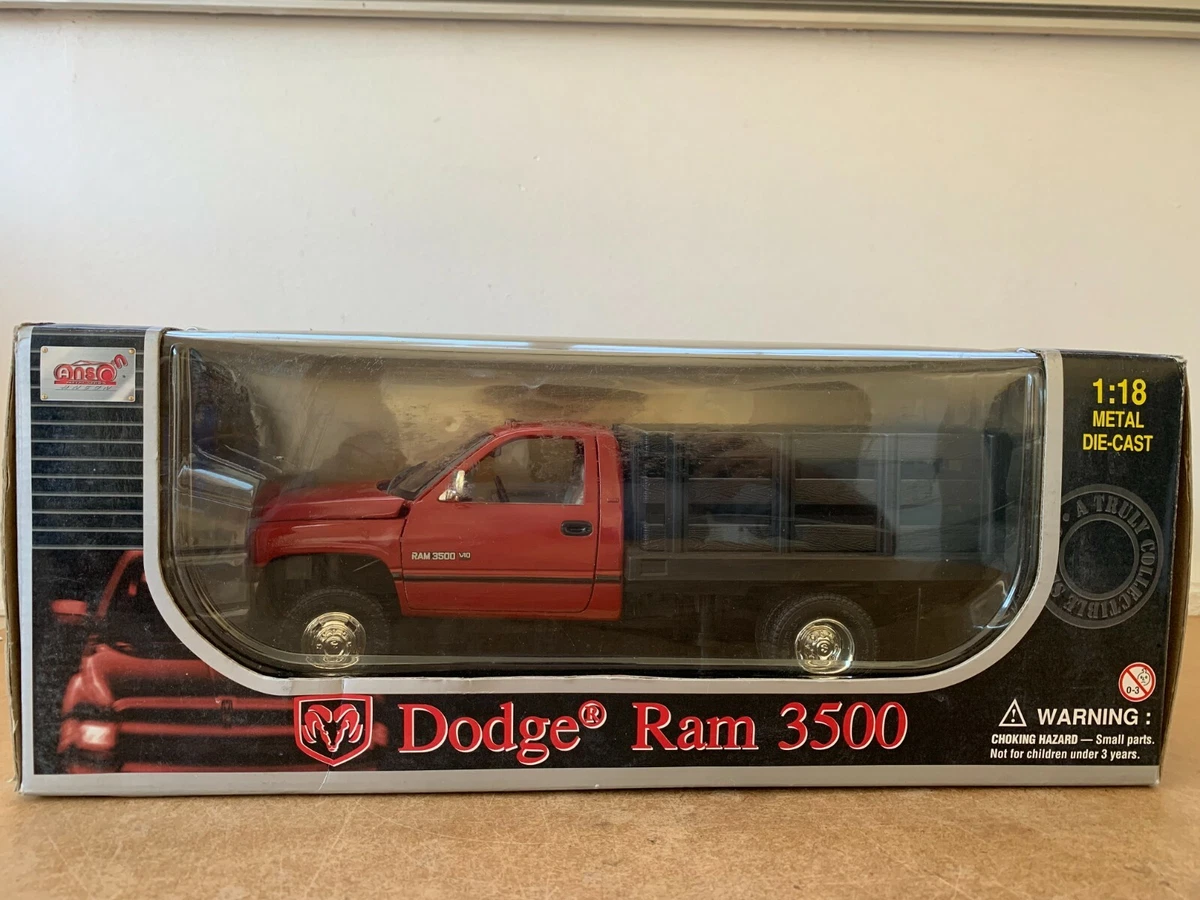 ANSON
1:18
METAL
DIE-CAST
A TRULY COLLECTIBLES
RAM 3500 V10
0-3
Dodge® Ram 3500
WARNING :
CHOKING HAZARD — Small parts.
Not for children under 3 years.